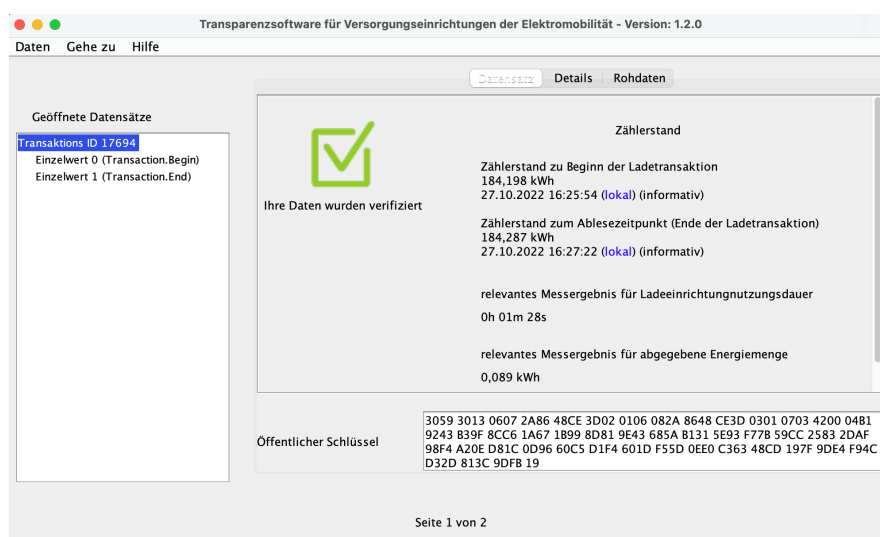 Transparenzsoftware für Versorgungseinrichtungen der Elektromobilität - Version: 1.2.0
Daten Gehe zu Hilfe
Datensatz Details Rohdaten
Geöffnete Datensätze
Transaktions ID 17694
Einzelwert 0 (Transaction.Begin)
Einzelwert 1 (Transaction.End)
Ihre Daten wurden verifiziert
Zählerstand
Zählerstand zu Beginn der Ladetransaktion
184,198 kWh
27.10.2022 16:25:54 (lokal) (informativ)
Zählerstand zum Ablesezeitpunkt (Ende der Ladetransaktion)
184,287 kWh
27.10.2022 16:27:22 (lokal) (informativ)
relevantes Messergebnis für Ladeeinrichtungnutzungsdauer
0h 01m 28s
relevantes Messergebnis für abgegebene Energiemenge
0,089 kWh
Öffentlicher Schlüssel
3059 3013 0607 2A86 48CE 3D02 0106 082A 8648 CE3D 0301 0703 4200 04B1
9243 B39F 8CC6 1A67 1B99 8D81 9E43 685A B131 5E93 F77B 59CC 2583 2DAF
98F4 A20E D81C 0D96 60C5 D1F4 601D F55D 0EE0 C363 48CD 197F 9DE4 F94C
D32D 813C 9DFB 19
Seite 1 von 2